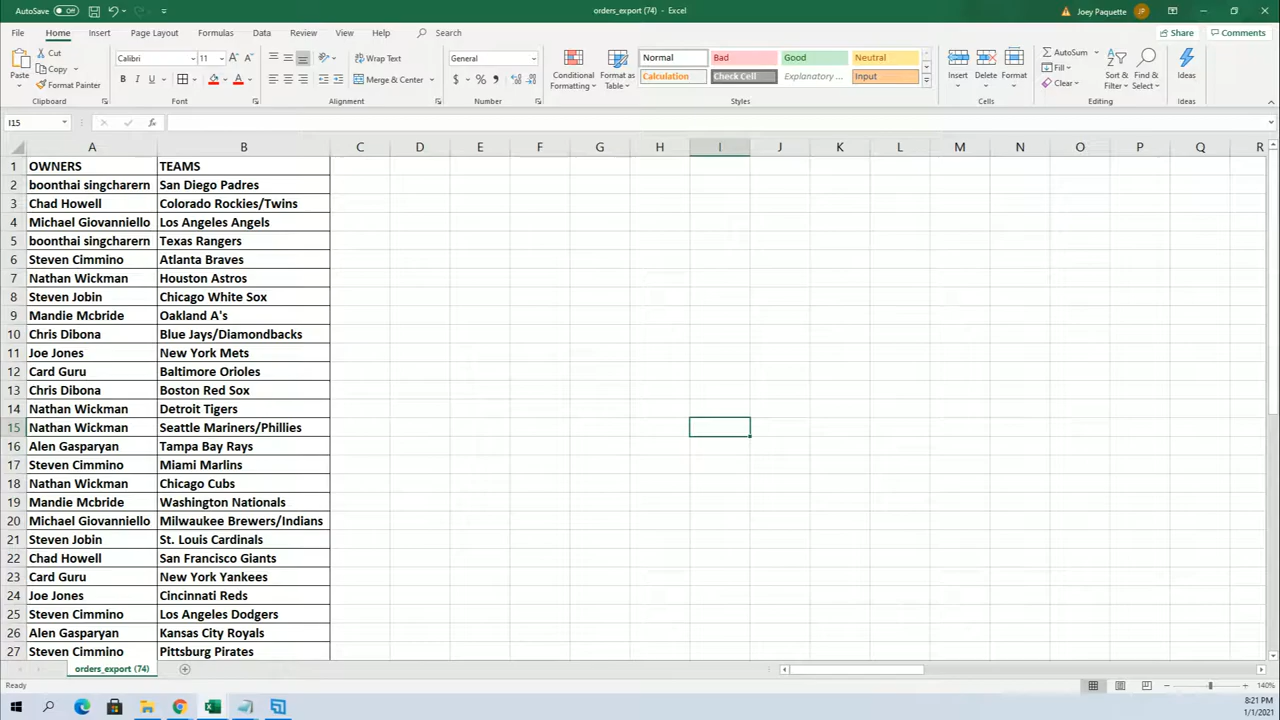 AutoSave Off orders_export (74) - Excel Joey Paquette JP
File Home Insert Page Layout Formulas Data Review View Help Search Share Comments
Paste Cut Copy Format Painter Clipboard
Calibri 11 A A B I U A Font
Wrap Text Merge & Center Alignment
General $ % Number
Conditional Formatting Format as Table
Normal Bad Good Neutral
Calculation Check Cell Explanatory ... Input
Styles
Insert Delete Format Cells
AutoSum Fill Clear Sort & Filter Find & Select Editing
Ideas Ideas
I15 fx
A B C D E F G H I J K L M N O P Q R
1 OWNERS TEAMS
2 boonthai singcharern San Diego Padres
3 Chad Howell Colorado Rockies/Twins
4 Michael Giovanniello Los Angeles Angels
5 boonthai singcharern Texas Rangers
6 Steven Cimmino Atlanta Braves
7 Nathan Wickman Houston Astros
8 Steven Jobin Chicago White Sox
9 Mandie Mcbride Oakland A's
10 Chris Dibona Blue Jays/Diamondbacks
11 Joe Jones New York Mets
12 Card Guru Baltimore Orioles
13 Chris Dibona Boston Red Sox
14 Nathan Wickman Detroit Tigers
15 Nathan Wickman Seattle Mariners/Phillies
16 Alen Gasparyan Tampa Bay Rays
17 Steven Cimmino Miami Marlins
18 Nathan Wickman Chicago Cubs
19 Mandie Mcbride Washington Nationals
20 Michael Giovanniello Milwaukee Brewers/Indians
21 Steven Jobin St. Louis Cardinals
22 Chad Howell San Francisco Giants
23 Card Guru New York Yankees
24 Joe Jones Cincinnati Reds
25 Steven Cimmino Los Angeles Dodgers
26 Alen Gasparyan Kansas City Royals
27 Steven Cimmino Pittsburg Pirates
orders_export (74)
Ready 140%
8:21 PM
1/1/2021